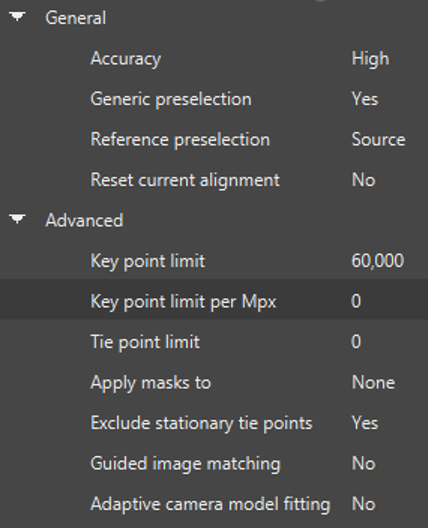 General
Accuracy High
Generic preselection Yes
Reference preselection Source
Reset current alignment No
Advanced
Key point limit 60,000
Key point limit per Mpx 0
Tie point limit 0
Apply masks to None
Exclude stationary tie points Yes
Guided image matching No
Adaptive camera model fitting No